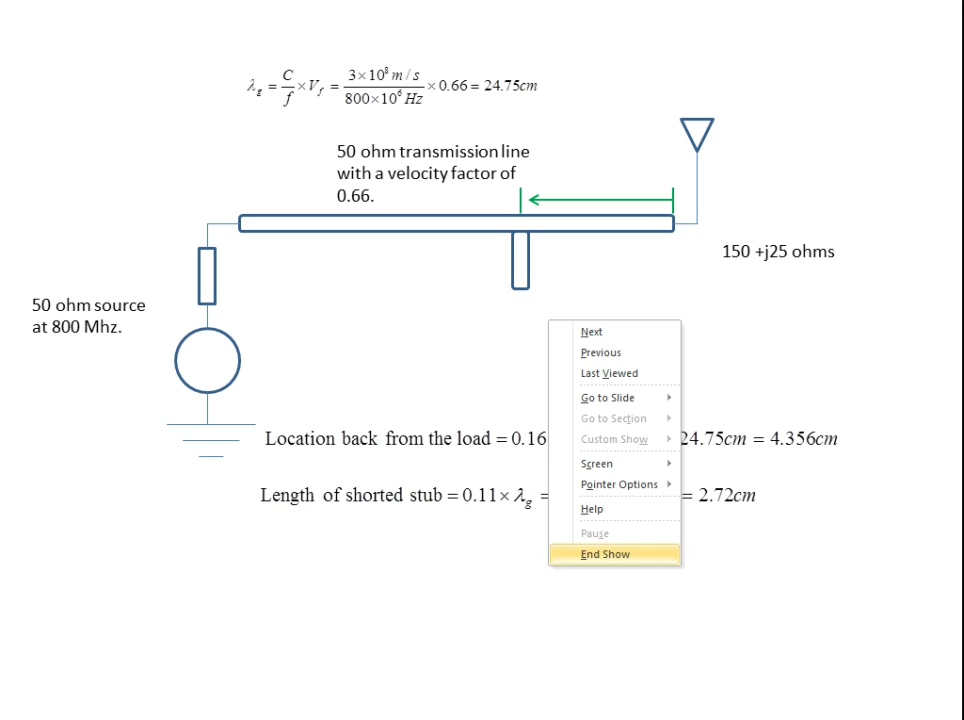 λg = C/f × Vf = 3×10⁸ m/s / 800×10⁶ Hz × 0.66 = 24.75cm
50 ohm transmission line
with a velocity factor of
0.66.
150 +j25 ohms
50 ohm source
at 800 Mhz.
Next
Previous
Last Viewed
Go to Slide
Go to Section
Custom Show
Screen
Pointer Options
Help
Pause
End Show
Location back from the load = 0.16 24.75cm = 4.356cm
Length of shorted stub = 0.11× λg = = 2.72cm